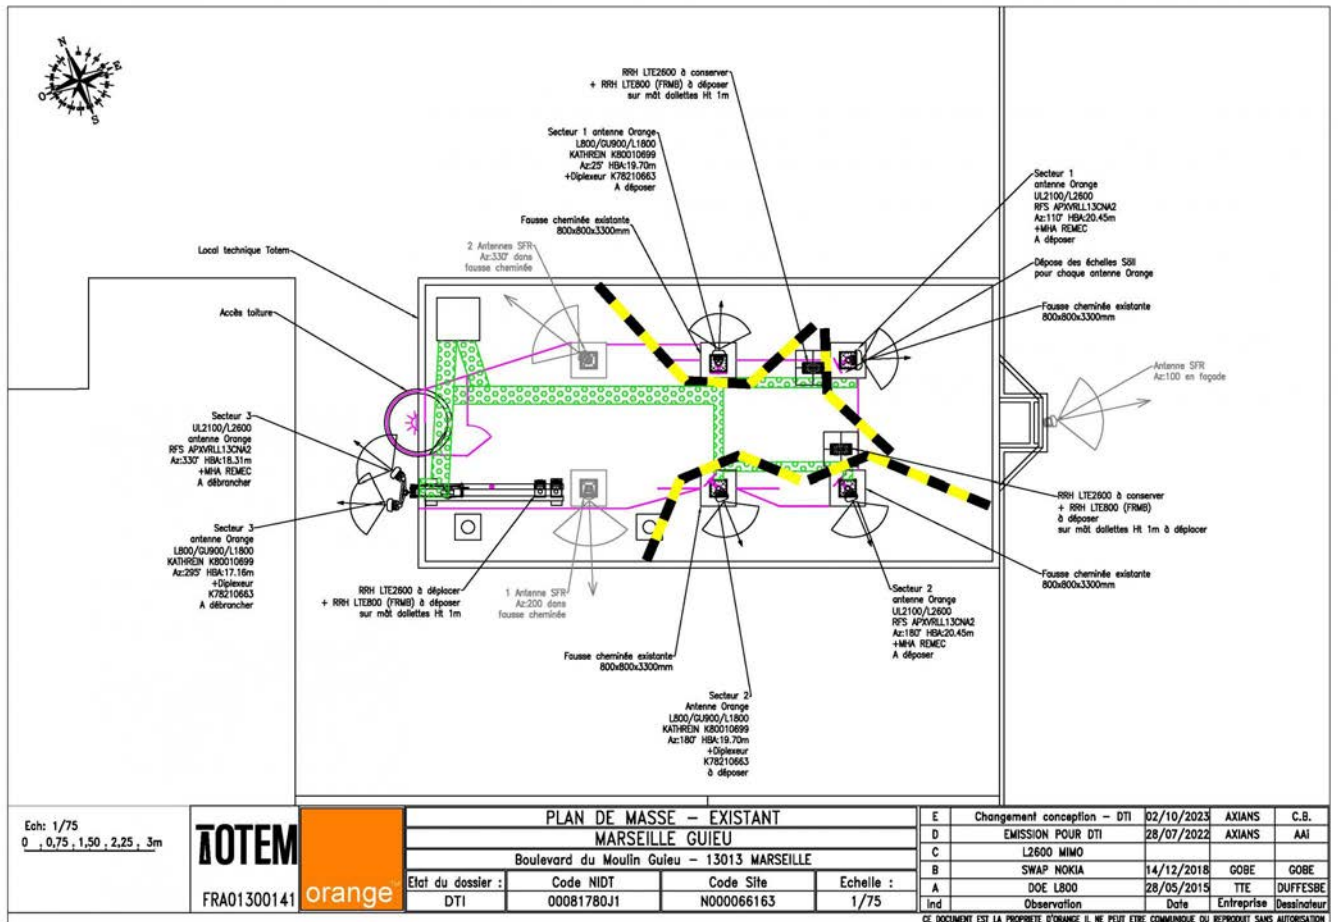 N
E
O
S
RRH LTE2600 à conserver
+ RRH LTE800 (FRMB) à déposer
sur mât dallettes Ht 1m
Secteur 1 antenne Orange
L800/GU900/L1800
KATHREIN K80010699
Az:25° HBA:19.70m
+Diplexeur K78210663
A déposer
Fausse cheminée existante
800x800x3300mm
2 Antennes SFR
Az:330° dans
fausse cheminée
Local technique Totem
Accès toiture
Secteur 1
antenne Orange
UL2100/L2600
RFS APXVRLL13CNA2
Az:110° HBA:20.45m
+MHA REMEC
A déposer
Dépose des échelles Söll
pour chaque antenne Orange
Fausse cheminée existante
800x800x3300mm
Antenne SFR
Az:100 en façade
Secteur 3
UL2100/L2600
antenne Orange
RFS APXVRLL13CNA2
Az:330° HBA:18.31m
+MHA REMEC
A débrancher
Secteur 3
antenne Orange
L800/GU900/L1800
KATHREIN K80010699
Az:295° HBA:17.16m
+Diplexeur
K78210663
A débrancher
RRH LTE2600 à déplacer
+ RRH LTE800 (FRMB) à déposer
sur mât dallettes Ht 1m
1 Antenne SFR
Az:200 dans
fausse cheminée
Fausse cheminée existante
800x800x3300mm
Secteur 2
Antenne Orange
L800/GU900/L1800
KATHREIN K80010699
Az:180° HBA:19.70m
+Diplexeur
K78210663
à déposer
Secteur 2
antenne Orange
UL2100/L2600
RFS APXVRLL13CNA2
Az:180° HBA:20.45m
+MHA REMEC
A déposer
RRH LTE2600 à conserver
+ RRH LTE800 (FRMB)
à déposer
sur mât dallettes Ht 1m à déplacer
Fausse cheminée existante
800x800x3300mm
Ech: 1/75
0 0,75 1,50 2,25 3m
TOTEM
FRA01300141
orange™
PLAN DE MASSE – EXISTANT
MARSEILLE GUIEU
Boulevard du Moulin Guieu – 13013 MARSEILLE
Etat du dossier : Code NIDT Code Site Echelle :
DTI 00081780J1 N000066163 1/75
E Changement conception – DTI 02/10/2023 AXIANS C.B.
D EMISSION POUR DTI 28/07/2022 AXIANS AAi
C L2600 MIMO
B SWAP NOKIA 14/12/2018 GOBE GOBE
A DOE L800 28/05/2015 TTE DUFFESBE
Ind Observation Date Entreprise Dessinateur
CE DOCUMENT EST LA PROPRIETE D'ORANGE IL NE PEUT ETRE COMMUNIQUE OU REPRODUIT SANS AUTORISATION